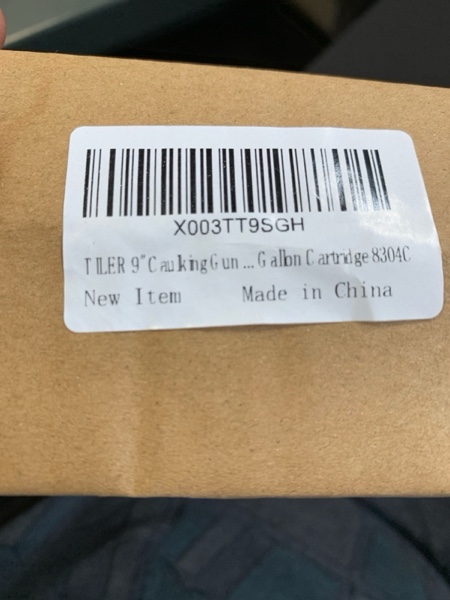 X003TT9SGH
TILER 9" Caulking Gun ... Gallon Cartridge 8304C
New Item Made in China